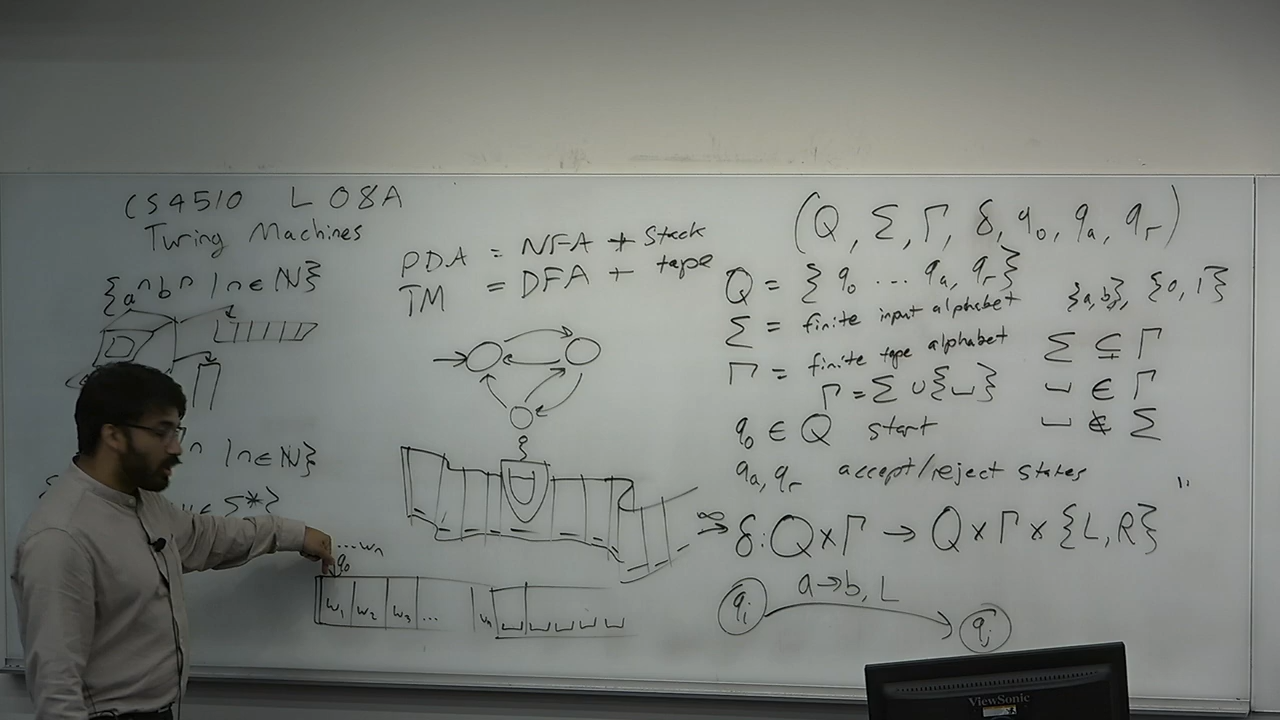 CS4510 L 08A
Turing Machines
{aⁿbⁿ | n ∈ N}
ⁿ | n ∈ N}
∈ Σ*}
PDA = NFA + Stack
TM = DFA + tape
... wₙ
q₀
w₁ w₂ w₃ ... wₙ ⊔ ⊔ ⊔ ⊔ ⊔
∞
(Q, Σ, Γ, δ, q₀, qₐ, qᵣ)
Q = {q₀ ... qₐ, qᵣ}
{a,b}, {0,1}
Σ = finite input alphabet
Γ = finite tape alphabet Σ ⊊ Γ
Γ = Σ ∪ {⊔} ⊔ ∈ Γ
q₀ ∈ Q start ⊔ ∉ Σ
qₐ, qᵣ accept/reject states
δ: Q × Γ → Q × Γ × {L, R}
a → b, L
qᵢ qⱼ
ViewSonic